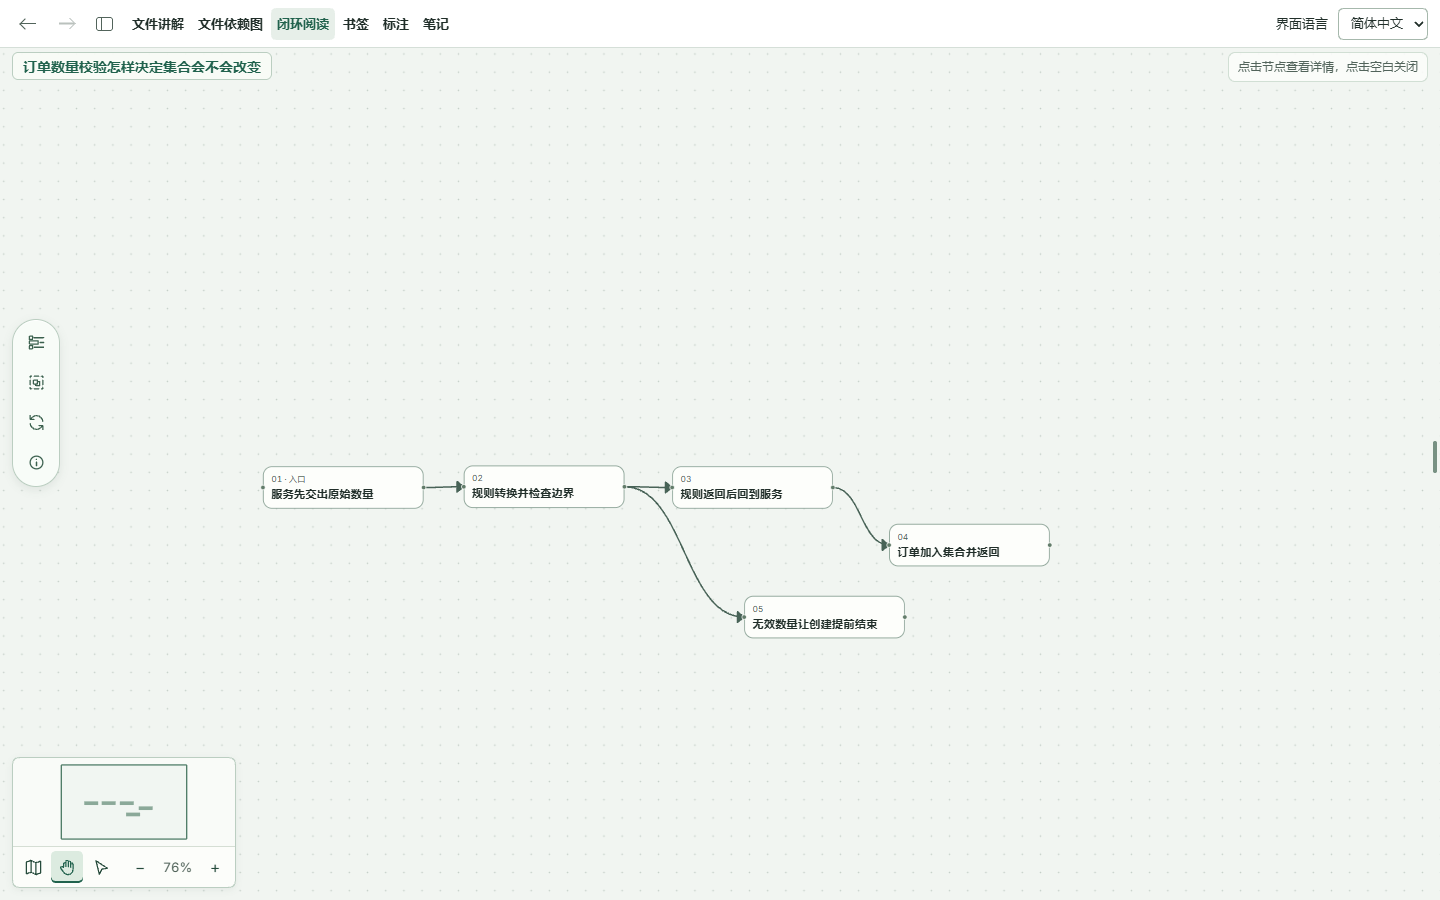 文件讲解 文件依赖图 闭环阅读 书签 标注 笔记 界面语言 简体中文
订单数量校验怎样决定集合会不会改变
点击节点查看详情，点击空白关闭
01 · 入口
服务先交出原始数量
02
规则转换并检查边界
03
规则返回后回到服务
04
订单加入集合并返回
05
无效数量让创建提前结束
− 76% +